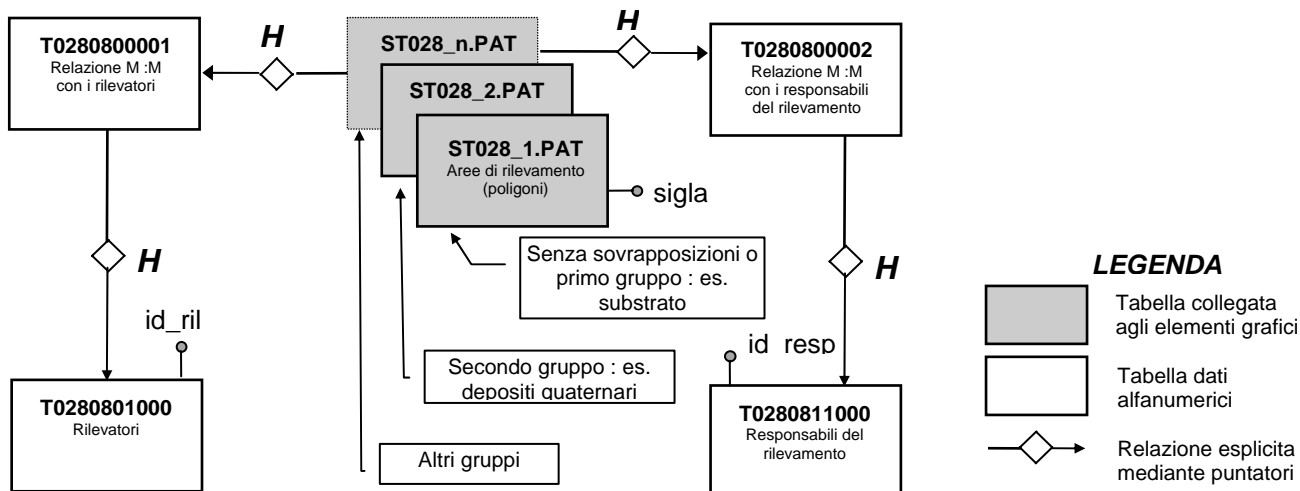 T0280800001
Relazione M :M
con i rilevatori
H
ST028_n.PAT
ST028_2.PAT
ST028_1.PAT
Aree di rilevamento
(poligoni)
sigla
H
T0280800002
Relazione M :M
con i responsabili
del rilevamento
H
H
Senza sovrapposizioni o
primo gruppo : es.
substrato
Secondo gruppo : es.
depositi quaternari
Altri gruppi
id_ril
T0280801000
Rilevatori
id_resp
T0280811000
Responsabili del
rilevamento
LEGENDA
Tabella collegata
agli elementi grafici
Tabella dati
alfanumerici
Relazione esplicita
mediante puntatori